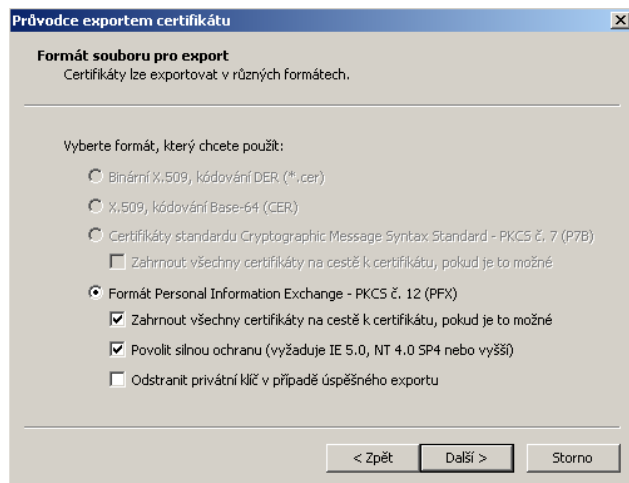 Průvodce exportem certifikátu
Formát souboru pro export
Certifikáty lze exportovat v různých formátech.
Vyberte formát, který chcete použít:
Binární X.509, kódování DER (*.cer)
X.509, kódování Base-64 (CER)
Certifikáty standardu Cryptographic Message Syntax Standard - PKCS č. 7 (P7B)
Zahrnout všechny certifikáty na cestě k certifikátu, pokud je to možné
Formát Personal Information Exchange - PKCS č. 12 (PFX)
Zahrnout všechny certifikáty na cestě k certifikátu, pokud je to možné
Povolit silnou ochranu (vyžaduje IE 5.0, NT 4.0 SP4 nebo vyšší)
Odstranit privátní klíč v případě úspěšného exportu
< Zpět
Další >
Storno